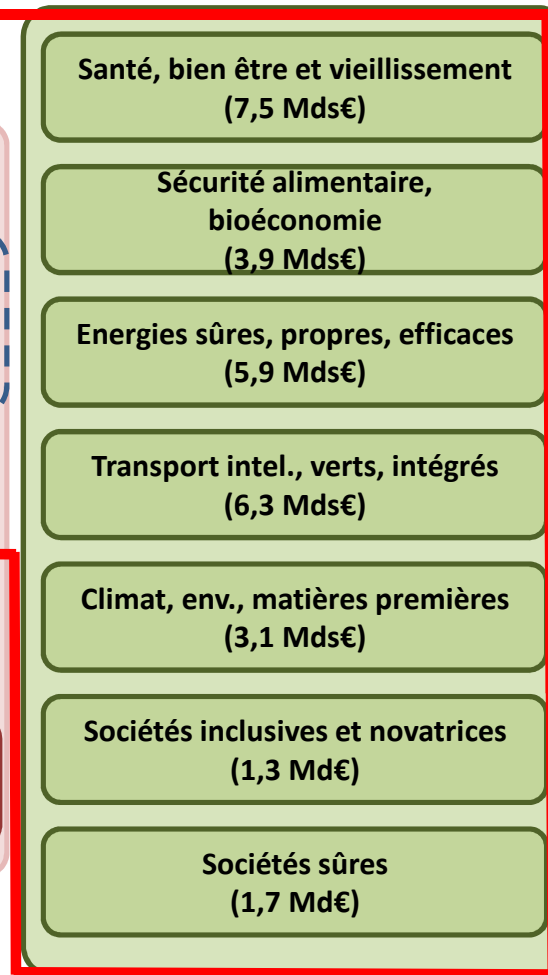 Santé, bien être et vieillissement
(7,5 Mds€)
Sécurité alimentaire,
bioéconomie
(3,9 Mds€)
Energies sûres, propres, efficaces
(5,9 Mds€)
Transport intel., verts, intégrés
(6,3 Mds€)
Climat, env., matières premières
(3,1 Mds€)
Sociétés inclusives et novatrices
(1,3 Md€)
Sociétés sûres
(1,7 Md€)